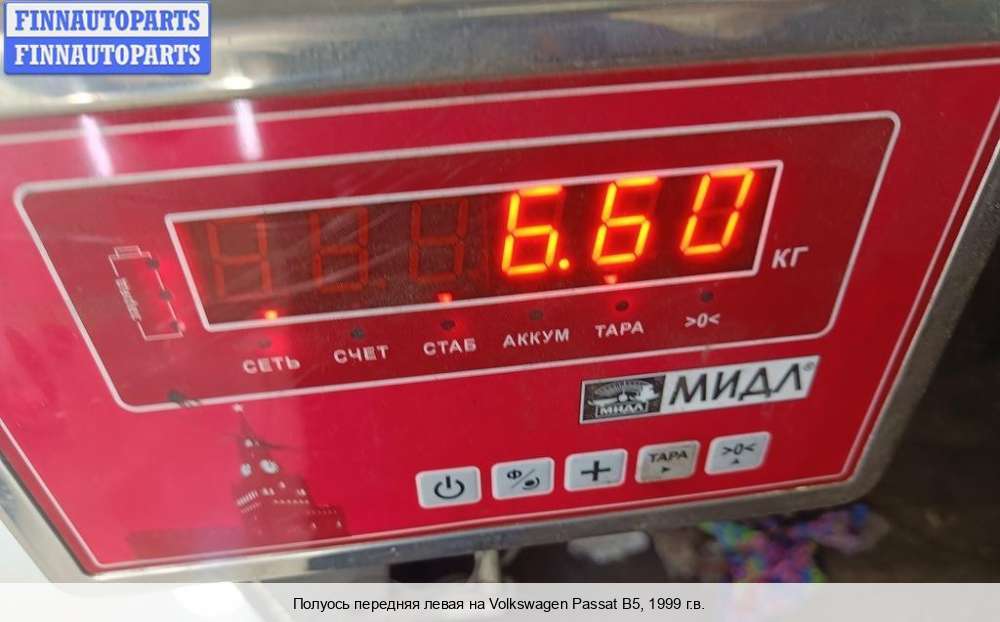 FINNAUTOPARTS
FINNAUTOPARTS
6.60
КГ
СЕТЬ СЧЕТ СТАБ АККУМ ТАРА >0<
МИДЛ МИДЛ®
Ф/ + ТАРА >0<
Полуось передняя левая на Volkswagen Passat B5, 1999 г.в.